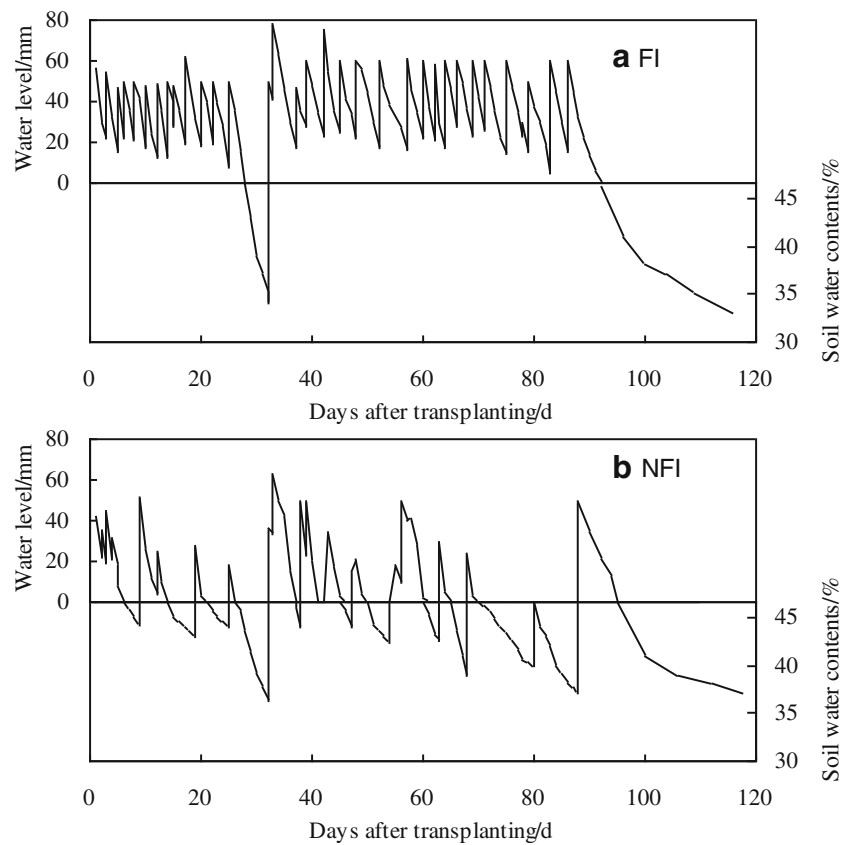 80
60
40
20
0
Water level/mm
a FI
45
40
35
30
Soil water contents/%
0 20 40 60 80 100 120
Days after transplanting/d
80
60
40
20
0
Water level/mm
b NFI
45
40
35
30
Soil water contents/%
0 20 40 60 80 100 120
Days after transplanting/d